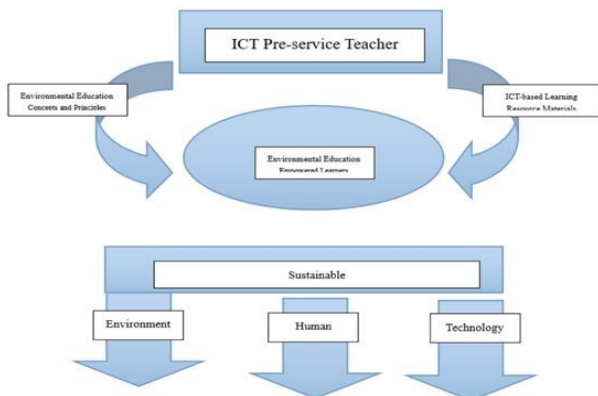 ICT Pre-service Teacher
Environmental Education
Concepts and Principles
ICT-based Learning
Resource Materials
Environmental Education
Empowered Learners
Sustainable
Environment
Human
Technology